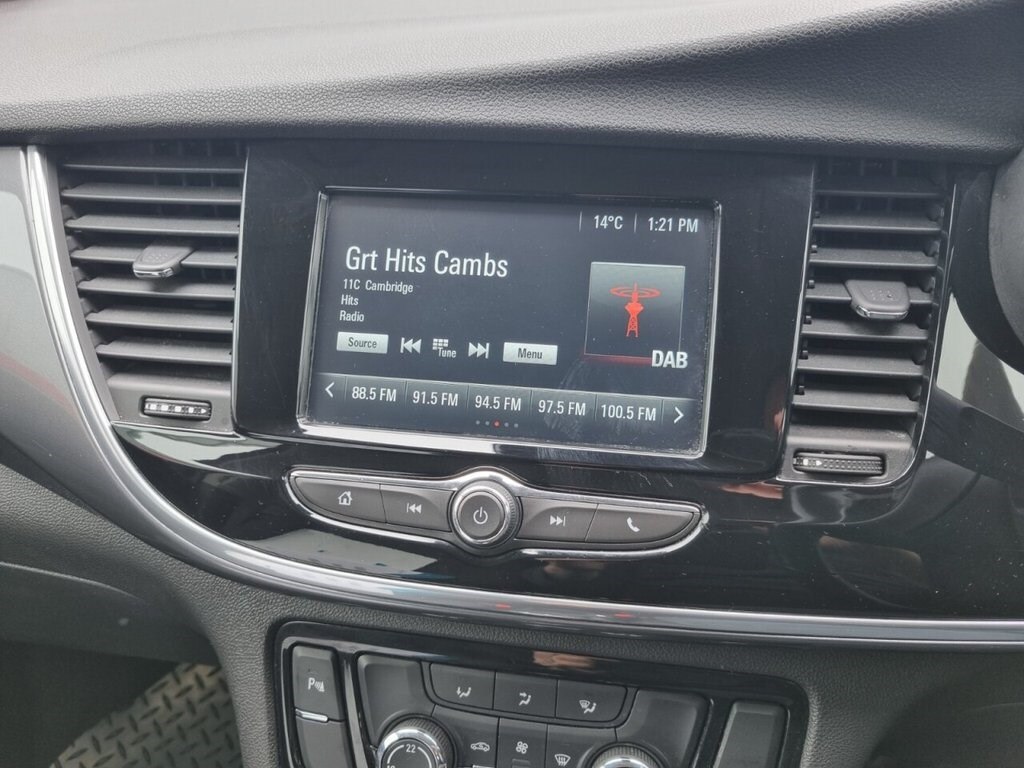 14°C 1:21 PM
Grt Hits Cambs
11C Cambridge
Hits
Radio
Source Tune Menu
DAB
88.5 FM 91.5 FM 94.5 FM 97.5 FM 100.5 FM
P
22